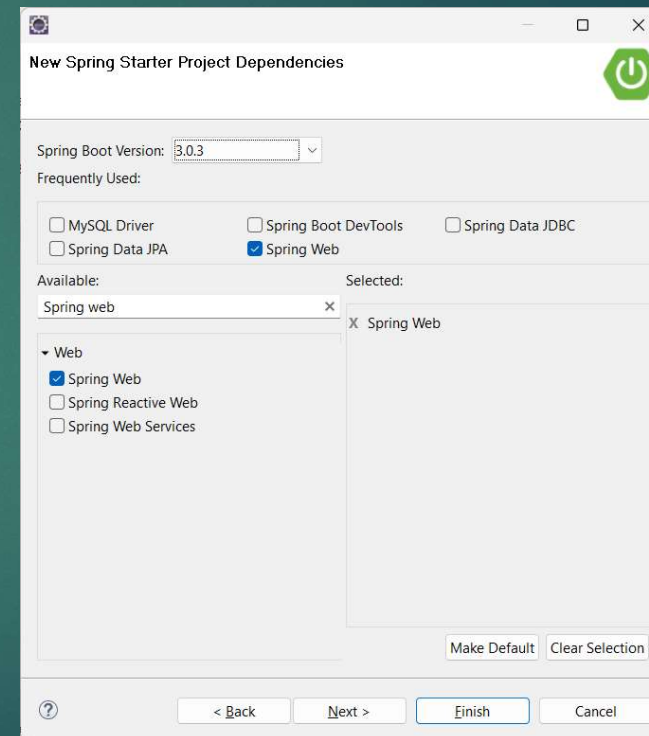 New Spring Starter Project Dependencies
Spring Boot Version: 3.0.3
Frequently Used:
MySQL Driver Spring Boot DevTools Spring Data JDBC
Spring Data JPA Spring Web
Available: Selected:
Spring web
X Spring Web
Web
Spring Web
Spring Reactive Web
Spring Web Services
Make Default Clear Selection
< Back Next > Finish Cancel